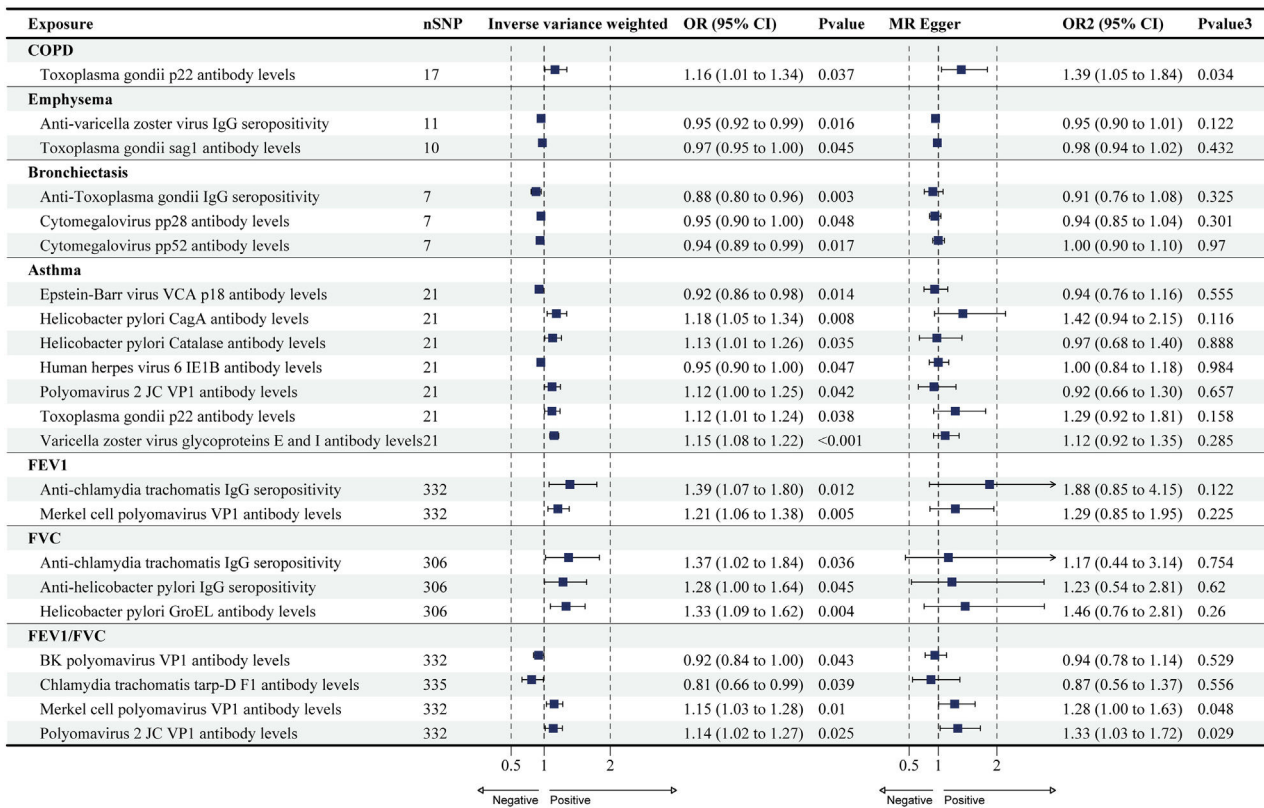 Exposure nSNP Inverse variance weighted OR (95% CI) Pvalue MR Egger OR2 (95% CI) Pvalue3
COPD
Toxoplasma gondii p22 antibody levels 17 1.16 (1.01 to 1.34) 0.037 1.39 (1.05 to 1.84) 0.034
Emphysema
Anti-varicella zoster virus IgG seropositivity 11 0.95 (0.92 to 0.99) 0.016 0.95 (0.90 to 1.01) 0.122
Toxoplasma gondii sag1 antibody levels 10 0.97 (0.95 to 1.00) 0.045 0.98 (0.94 to 1.02) 0.432
Bronchiectasis
Anti-Toxoplasma gondii IgG seropositivity 7 0.88 (0.80 to 0.96) 0.003 0.91 (0.76 to 1.08) 0.325
Cytomegalovirus pp28 antibody levels 7 0.95 (0.90 to 1.00) 0.048 0.94 (0.85 to 1.04) 0.301
Cytomegalovirus pp52 antibody levels 7 0.94 (0.89 to 0.99) 0.017 1.00 (0.90 to 1.10) 0.97
Asthma
Epstein-Barr virus VCA p18 antibody levels 21 0.92 (0.86 to 0.98) 0.014 0.94 (0.76 to 1.16) 0.555
Helicobacter pylori CagA antibody levels 21 1.18 (1.05 to 1.34) 0.008 1.42 (0.94 to 2.15) 0.116
Helicobacter pylori Catalase antibody levels 21 1.13 (1.01 to 1.26) 0.035 0.97 (0.68 to 1.40) 0.888
Human herpes virus 6 IE1B antibody levels 21 0.95 (0.90 to 1.00) 0.047 1.00 (0.84 to 1.18) 0.984
Polyomavirus 2 JC VP1 antibody levels 21 1.12 (1.00 to 1.25) 0.042 0.92 (0.66 to 1.30) 0.657
Toxoplasma gondii p22 antibody levels 21 1.12 (1.01 to 1.24) 0.038 1.29 (0.92 to 1.81) 0.158
Varicella zoster virus glycoproteins E and I antibody levels 21 1.15 (1.08 to 1.22) <0.001 1.12 (0.92 to 1.35) 0.285
FEV1
Anti-chlamydia trachomatis IgG seropositivity 332 1.39 (1.07 to 1.80) 0.012 1.88 (0.85 to 4.15) 0.122
Merkel cell polyomavirus VP1 antibody levels 332 1.21 (1.06 to 1.38) 0.005 1.29 (0.85 to 1.95) 0.225
FVC
Anti-chlamydia trachomatis IgG seropositivity 306 1.37 (1.02 to 1.84) 0.036 1.17 (0.44 to 3.14) 0.754
Anti-helicobacter pylori IgG seropositivity 306 1.28 (1.00 to 1.64) 0.045 1.23 (0.54 to 2.81) 0.62
Helicobacter pylori GroEL antibody levels 306 1.33 (1.09 to 1.62) 0.004 1.46 (0.76 to 2.81) 0.26
FEV1/FVC
BK polyomavirus VP1 antibody levels 332 0.92 (0.84 to 1.00) 0.043 0.94 (0.78 to 1.14) 0.529
Chlamydia trachomatis tarp-D F1 antibody levels 335 0.81 (0.66 to 0.99) 0.039 0.87 (0.56 to 1.37) 0.556
Merkel cell polyomavirus VP1 antibody levels 332 1.15 (1.03 to 1.28) 0.01 1.28 (1.00 to 1.63) 0.048
Polyomavirus 2 JC VP1 antibody levels 332 1.14 (1.02 to 1.27) 0.025 1.33 (1.03 to 1.72) 0.029
0.5 1 2 0.5 1 2
Negative Positive Negative Positive